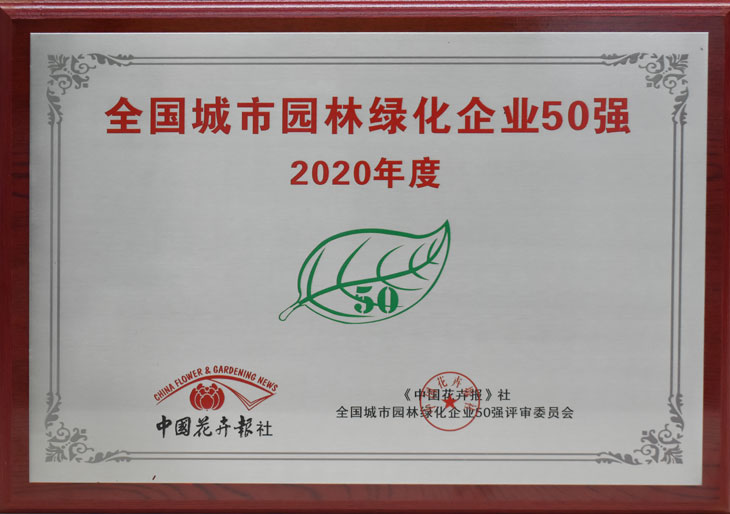 全国城市园林绿化企业50强
2020年度
50
CHINA FLOWER & GARDENING NEWS
中國花卉報社
《中国花卉报》社
全国城市园林绿化企业50强评审委员会